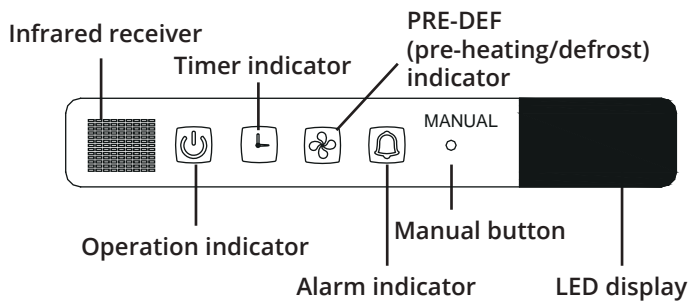 PRE-DEF
(pre-heating/defrost)
indicator
Infrared receiver
Timer indicator
MANUAL
Operation indicator
Manual button
Alarm indicator
LED display